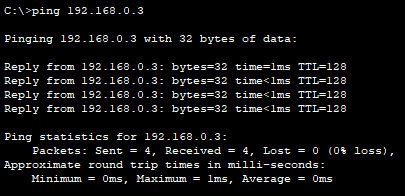 C:\>ping 192.168.0.3
Pinging 192.168.0.3 with 32 bytes of data:
Reply from 192.168.0.3: bytes=32 time=1ms TTL=128
Reply from 192.168.0.3: bytes=32 time<1ms TTL=128
Reply from 192.168.0.3: bytes=32 time<1ms TTL=128
Reply from 192.168.0.3: bytes=32 time<1ms TTL=128
Ping statistics for 192.168.0.3:
    Packets: Sent = 4, Received = 4, Lost = 0 (0% loss),
Approximate round trip times in milli-seconds:
    Minimum = 0ms, Maximum = 1ms, Average = 0ms